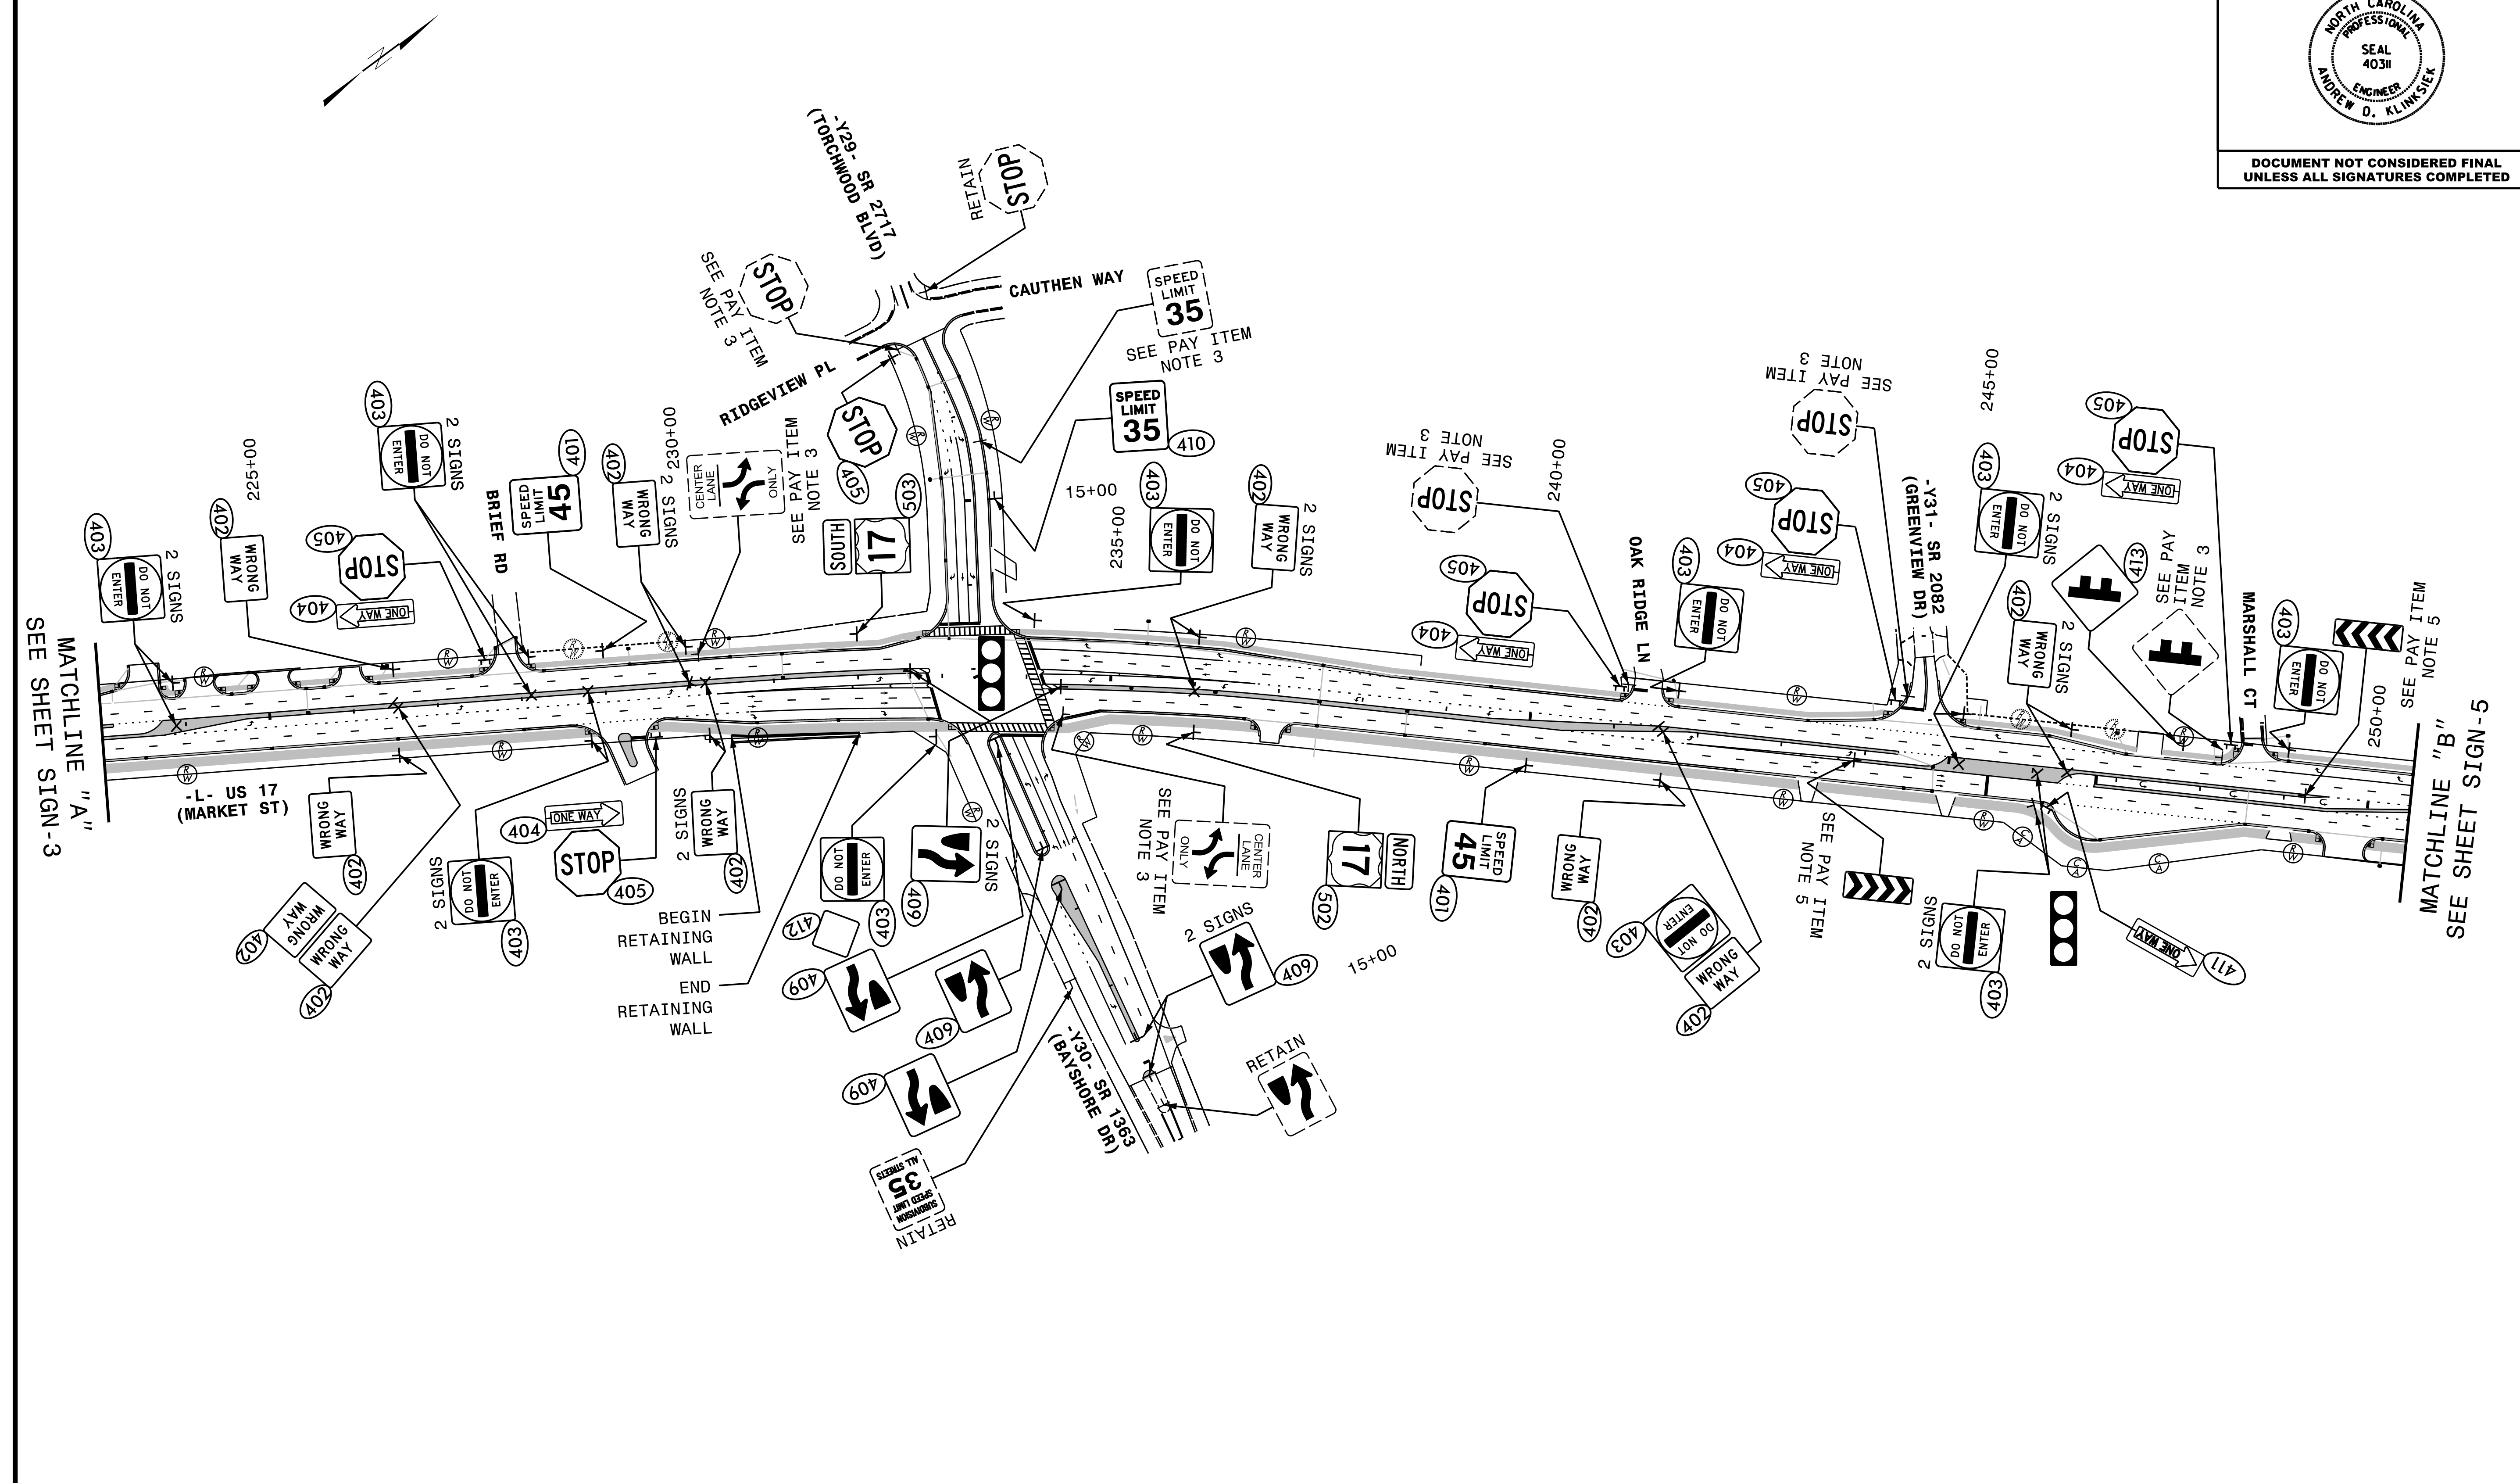 NORTH CAROLINA
PROFESSIONAL
SEAL
40311
ENGINEER
ANDREW D. KLINKSIEK
DOCUMENT NOT CONSIDERED FINAL
UNLESS ALL SIGNATURES COMPLETED
N
-Y29- SR 2717
(TORCHWOOD BLVD)
RETAIN
STOP
SEE PAY ITEM
NOTE 3
STOP
CAUTHEN WAY
SPEED
LIMIT
35
SEE PAY ITEM
NOTE 3
RIDGEVIEW PL
STOP
405
SPEED
LIMIT
35
410
15+00
MATCHLINE "A"
SEE SHEET SIGN-3
403
DO NOT
ENTER
2 SIGNS
402
WRONG
WAY
225+00
405
STOP
404
ONE WAY
403
DO NOT
ENTER
2 SIGNS
BRIEF RD
SPEED
LIMIT
45
401
402
WRONG
WAY
2 SIGNS
230+00
CENTER
LANE
ONLY
SEE PAY ITEM
NOTE 3
SOUTH
17
503
235+00
403
DO NOT
ENTER
402
WRONG
WAY
2 SIGNS
SEE PAY ITEM
NOTE 3
STOP
240+00
405
STOP
404
ONE WAY
OAK RIDGE LN
403
DO NOT
ENTER
SEE PAY ITEM
NOTE 3
STOP
405
STOP
404
ONE WAY
-Y31- SR 2082
(GREENVIEW DR)
245+00
403
DO NOT
ENTER
2 SIGNS
402
WRONG
WAY
2 SIGNS
413
SEE PAY
ITEM
NOTE 3
405
STOP
404
ONE WAY
MARSHALL CT
403
DO NOT
ENTER
SEE PAY ITEM
NOTE 5
250+00
MATCHLINE "B"
SEE SHEET SIGN-5
-L- US 17
(MARKET ST)
WRONG
WAY
402
WRONG
WAY
402
WRONG
WAY
402
2 SIGNS
DO NOT
ENTER
403
404
ONE WAY
STOP
405
2 SIGNS
WRONG
WAY
402
BEGIN
RETAINING
WALL
END
RETAINING
WALL
DO NOT
ENTER
403
412
409
409
2 SIGNS
409
409
SUBDIVISION
SPEED LIMIT
35
ALL STREETS
RETAIN
-Y30- SR 1363
(BAYSHORE DR)
SEE PAY ITEM
NOTE 3
CENTER
LANE
ONLY
2 SIGNS
409
15+00
RETAIN
NORTH
17
502
SPEED
LIMIT
45
401
WRONG
WAY
402
403
DO NOT
ENTER
WRONG
WAY
402
SEE PAY ITEM
NOTE 5
2 SIGNS
DO NOT
ENTER
403
ONE WAY
411